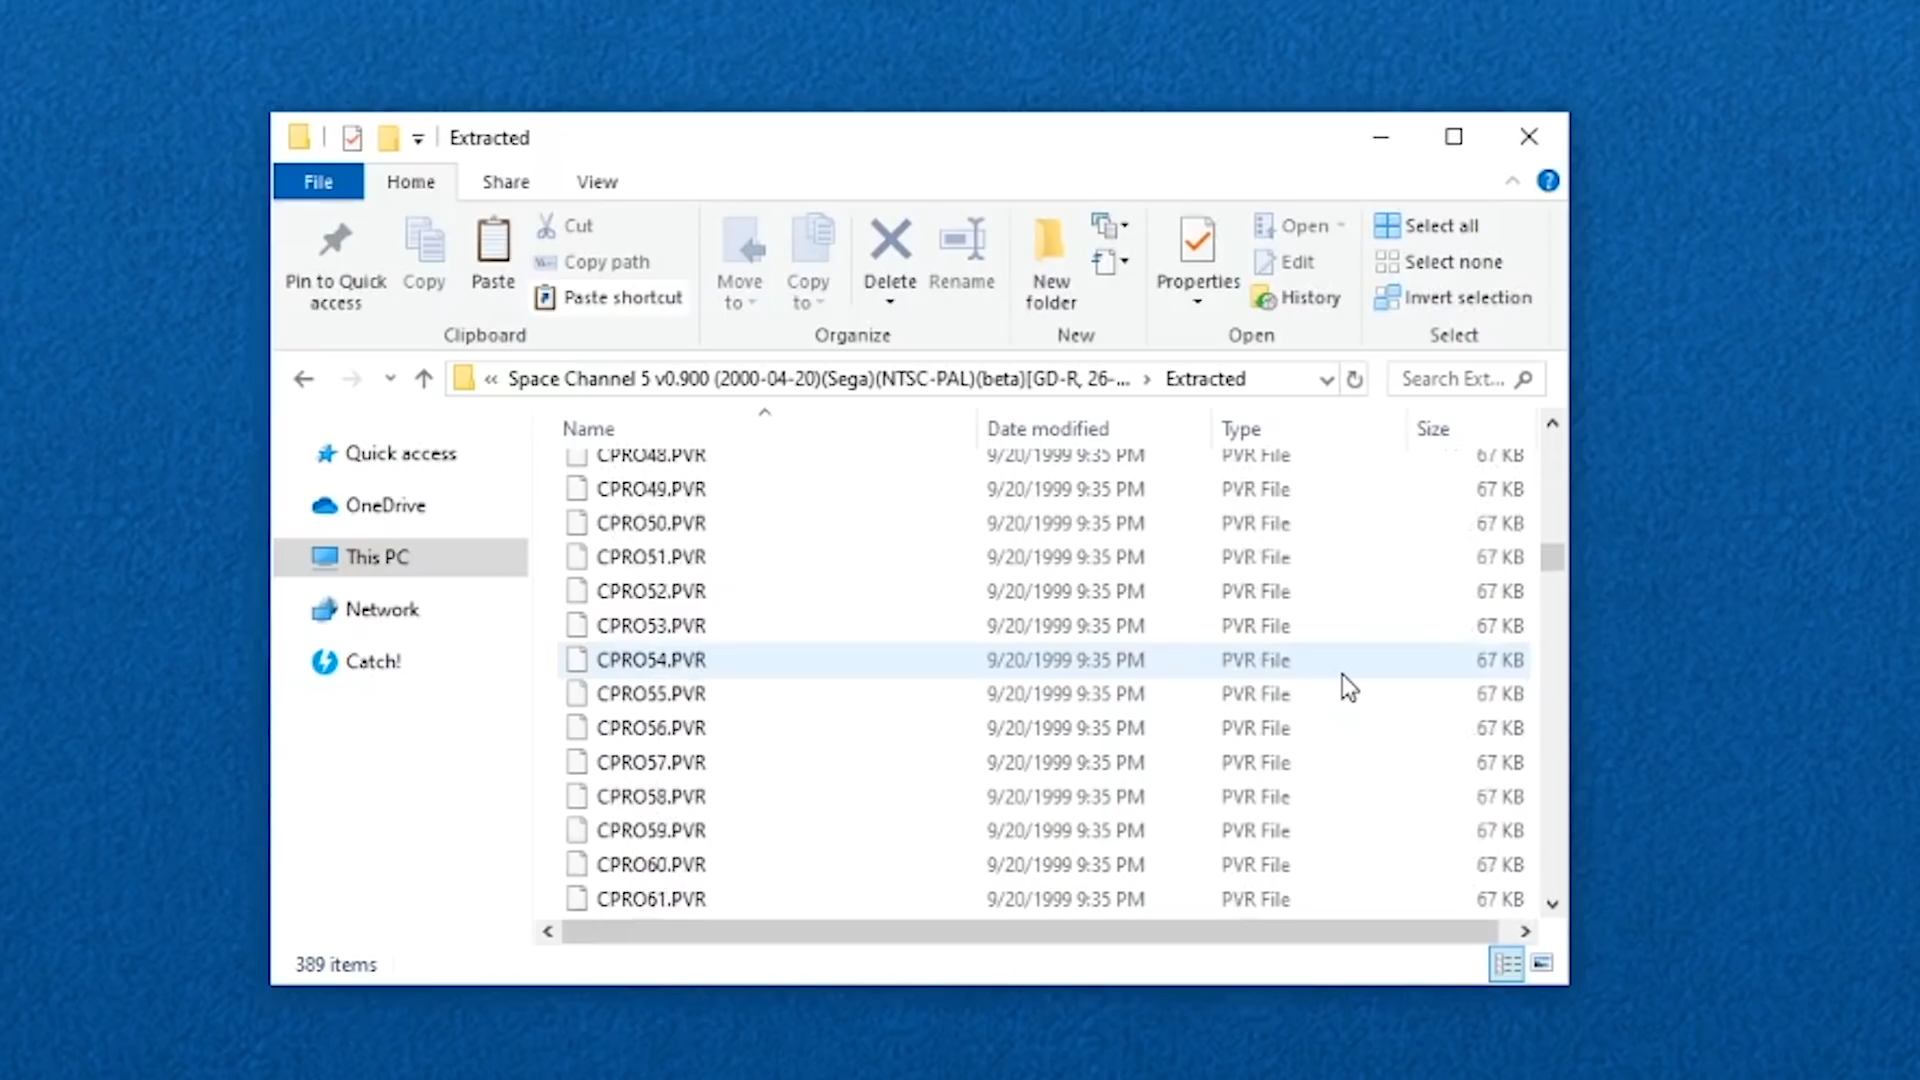 Extracted
File Home Share View
Pin to Quick access
Copy
Paste
Cut
Copy path
Paste shortcut
Clipboard
Move to
Copy to
Delete
Rename
Organize
New folder
New
Properties
Open
Edit
History
Open
Select all
Select none
Invert selection
Select
« Space Channel 5 v0.900 (2000-04-20)(Sega)(NTSC-PAL)(beta)[GD-R, 26-... › Extracted
Search Ext...
Quick access
OneDrive
This PC
Network
Catch!
Name Date modified Type Size
CPRO48.PVR 9/20/1999 9:35 PM PVR File 67 KB
CPRO49.PVR 9/20/1999 9:35 PM PVR File 67 KB
CPRO50.PVR 9/20/1999 9:35 PM PVR File 67 KB
CPRO51.PVR 9/20/1999 9:35 PM PVR File 67 KB
CPRO52.PVR 9/20/1999 9:35 PM PVR File 67 KB
CPRO53.PVR 9/20/1999 9:35 PM PVR File 67 KB
CPRO54.PVR 9/20/1999 9:35 PM PVR File 67 KB
CPRO55.PVR 9/20/1999 9:35 PM PVR File 67 KB
CPRO56.PVR 9/20/1999 9:35 PM PVR File 67 KB
CPRO57.PVR 9/20/1999 9:35 PM PVR File 67 KB
CPRO58.PVR 9/20/1999 9:35 PM PVR File 67 KB
CPRO59.PVR 9/20/1999 9:35 PM PVR File 67 KB
CPRO60.PVR 9/20/1999 9:35 PM PVR File 67 KB
CPRO61.PVR 9/20/1999 9:35 PM PVR File 67 KB
389 items